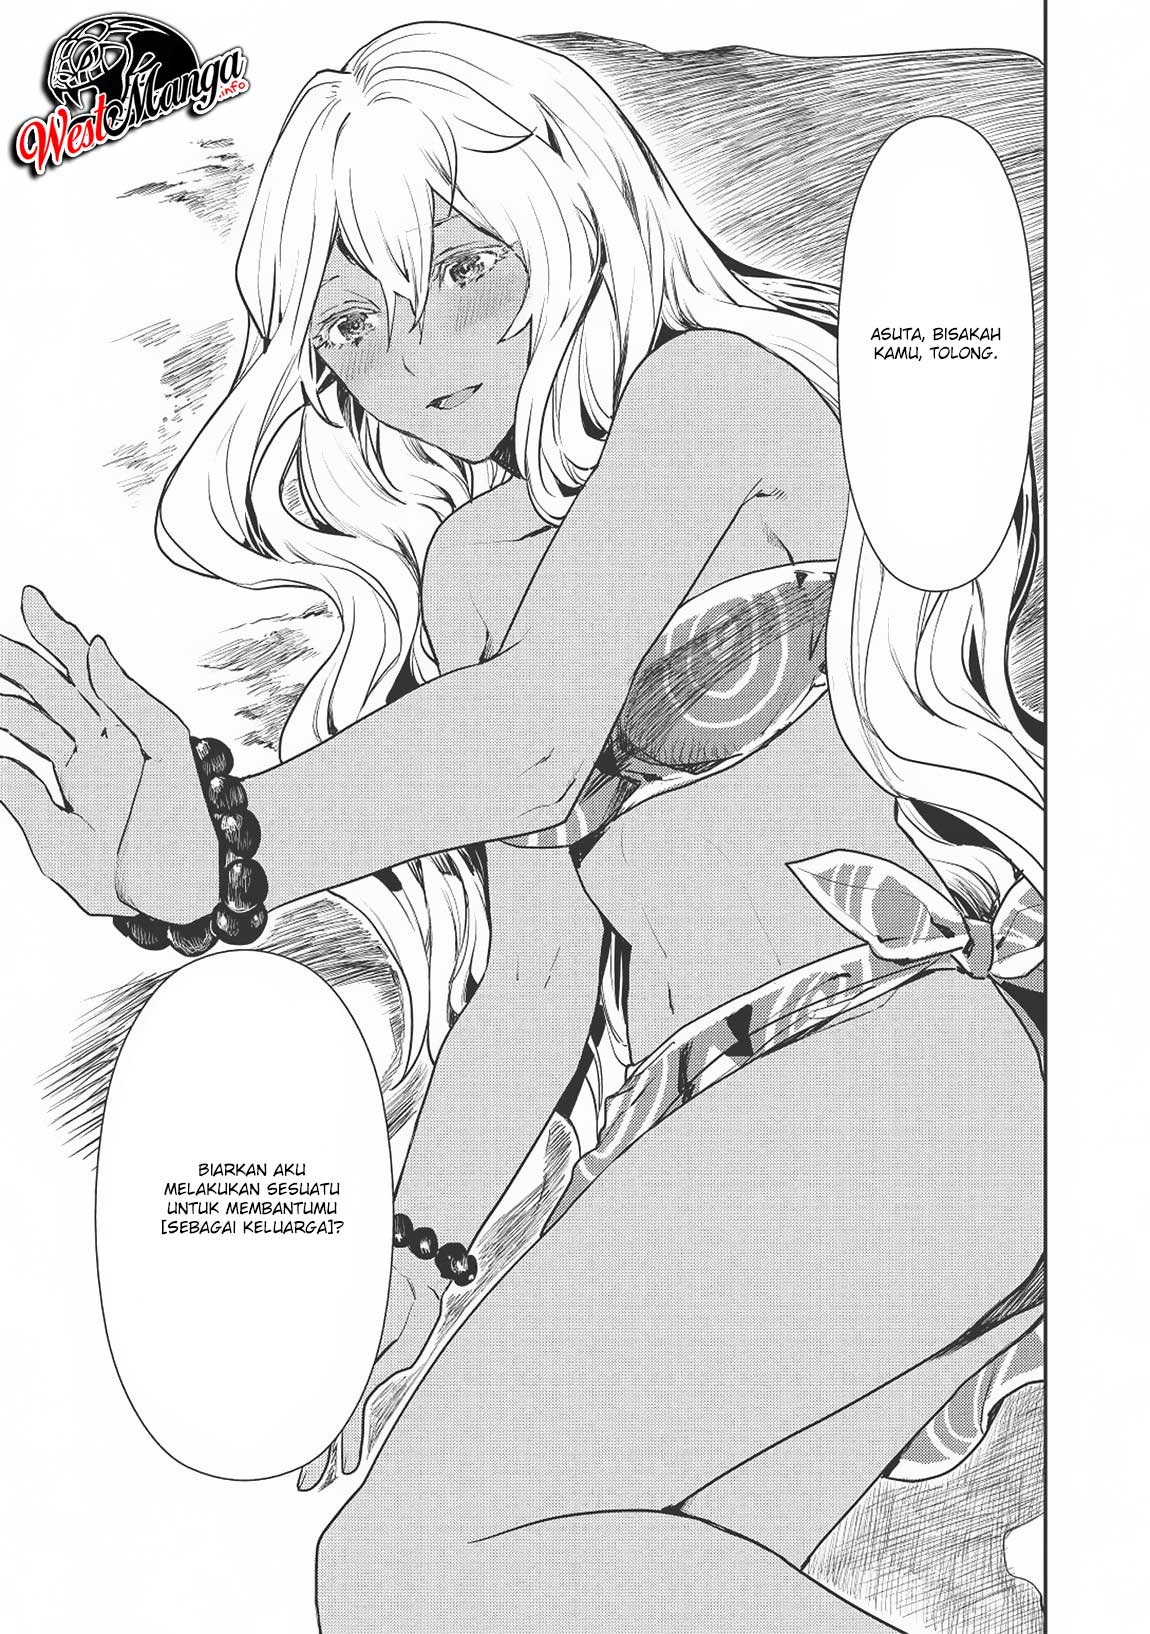 WestManga
.info
ASUTA, BISAKAH
KAMU, TOLONG.
BIARKAN AKU
MELAKUKAN SESUATU
UNTUK MEMBANTUMU
[SEBAGAI KELUARGA]?